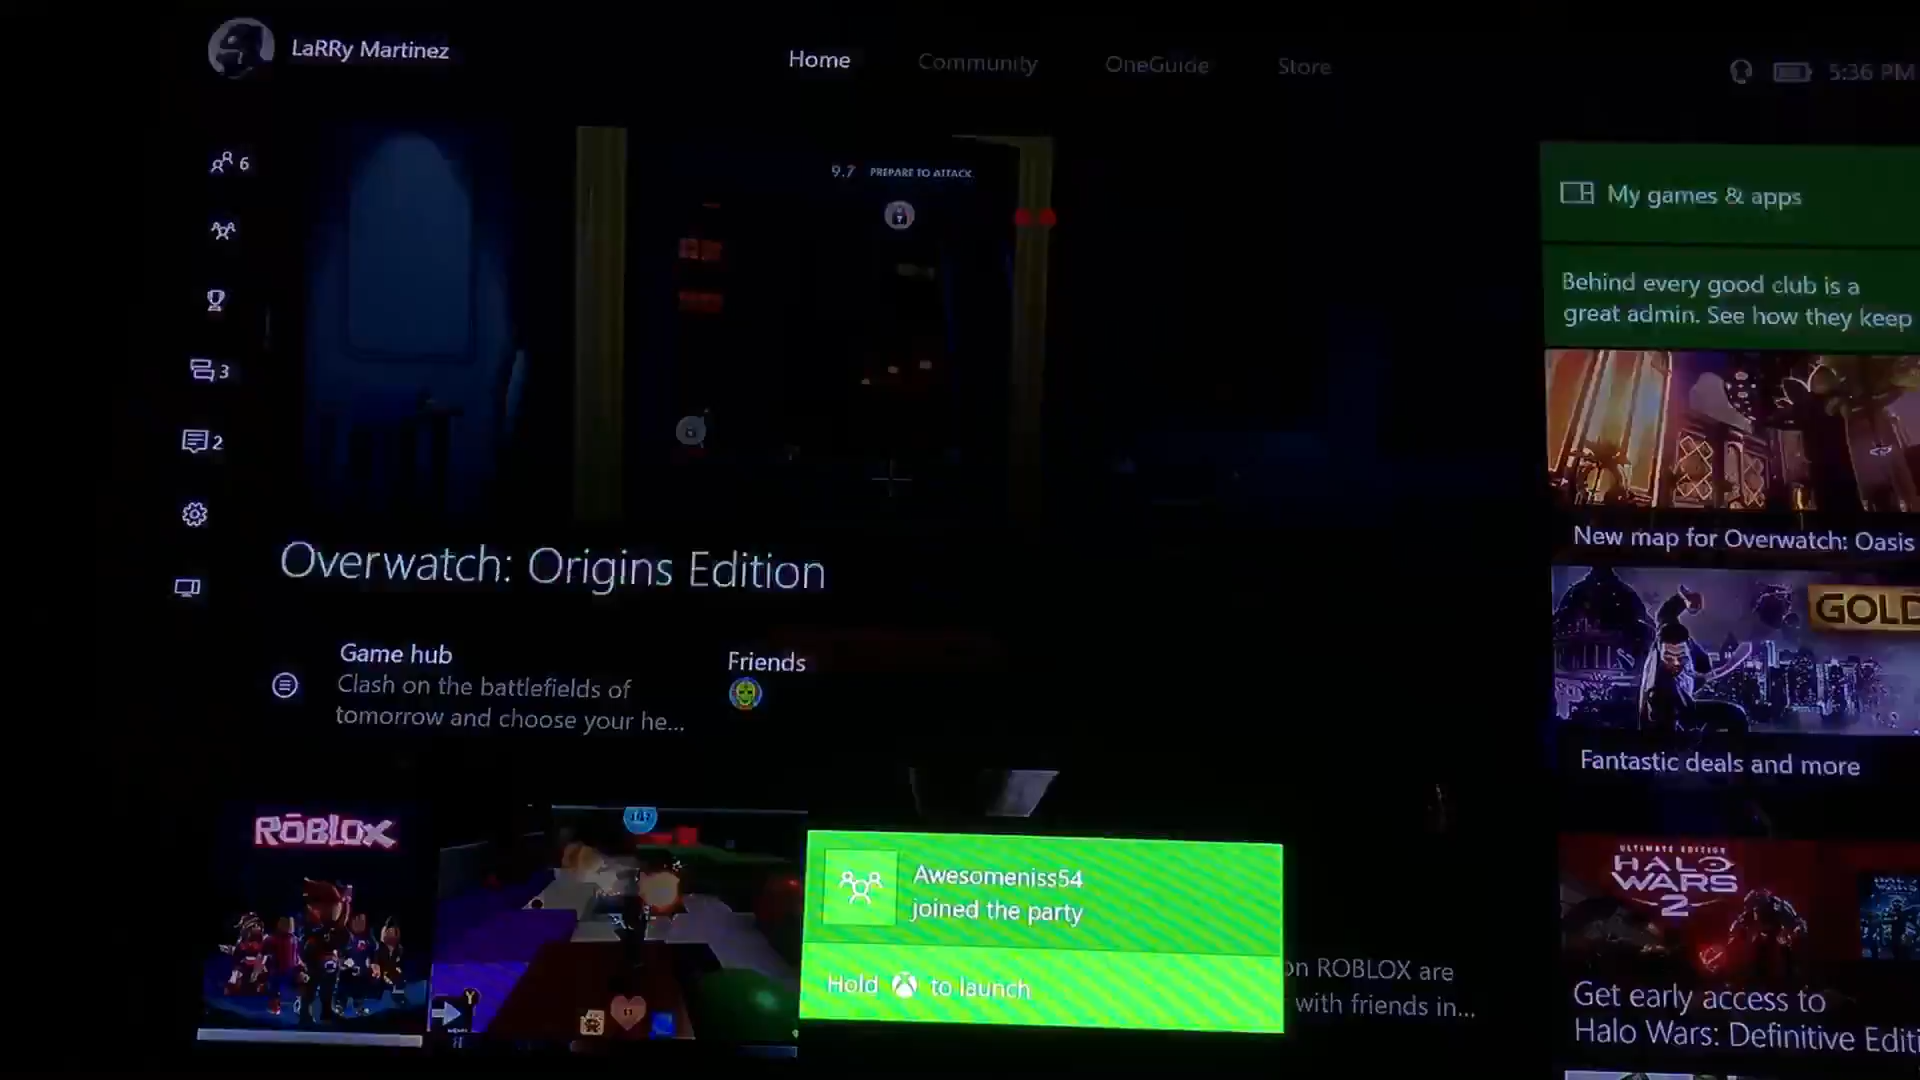 LaRRy Martinez
Home
Community
OneGuide
Store
5:36 PM
6
3
2
9.7 PREPARE TO ATTACK
Overwatch: Origins Edition
Game hub
Clash on the battlefields of
tomorrow and choose your he...
Friends
ROBLOX
Y
Awesomeniss54
joined the party
Hold to launch
on ROBLOX are
with friends in...
My games & apps
Behind every good club is a
great admin. See how they keep
New map for Overwatch: Oasis
GOLD
Fantastic deals and more
ULTIMATE EDITION
HALO
WARS
2
Get early access to
Halo Wars: Definitive Editi